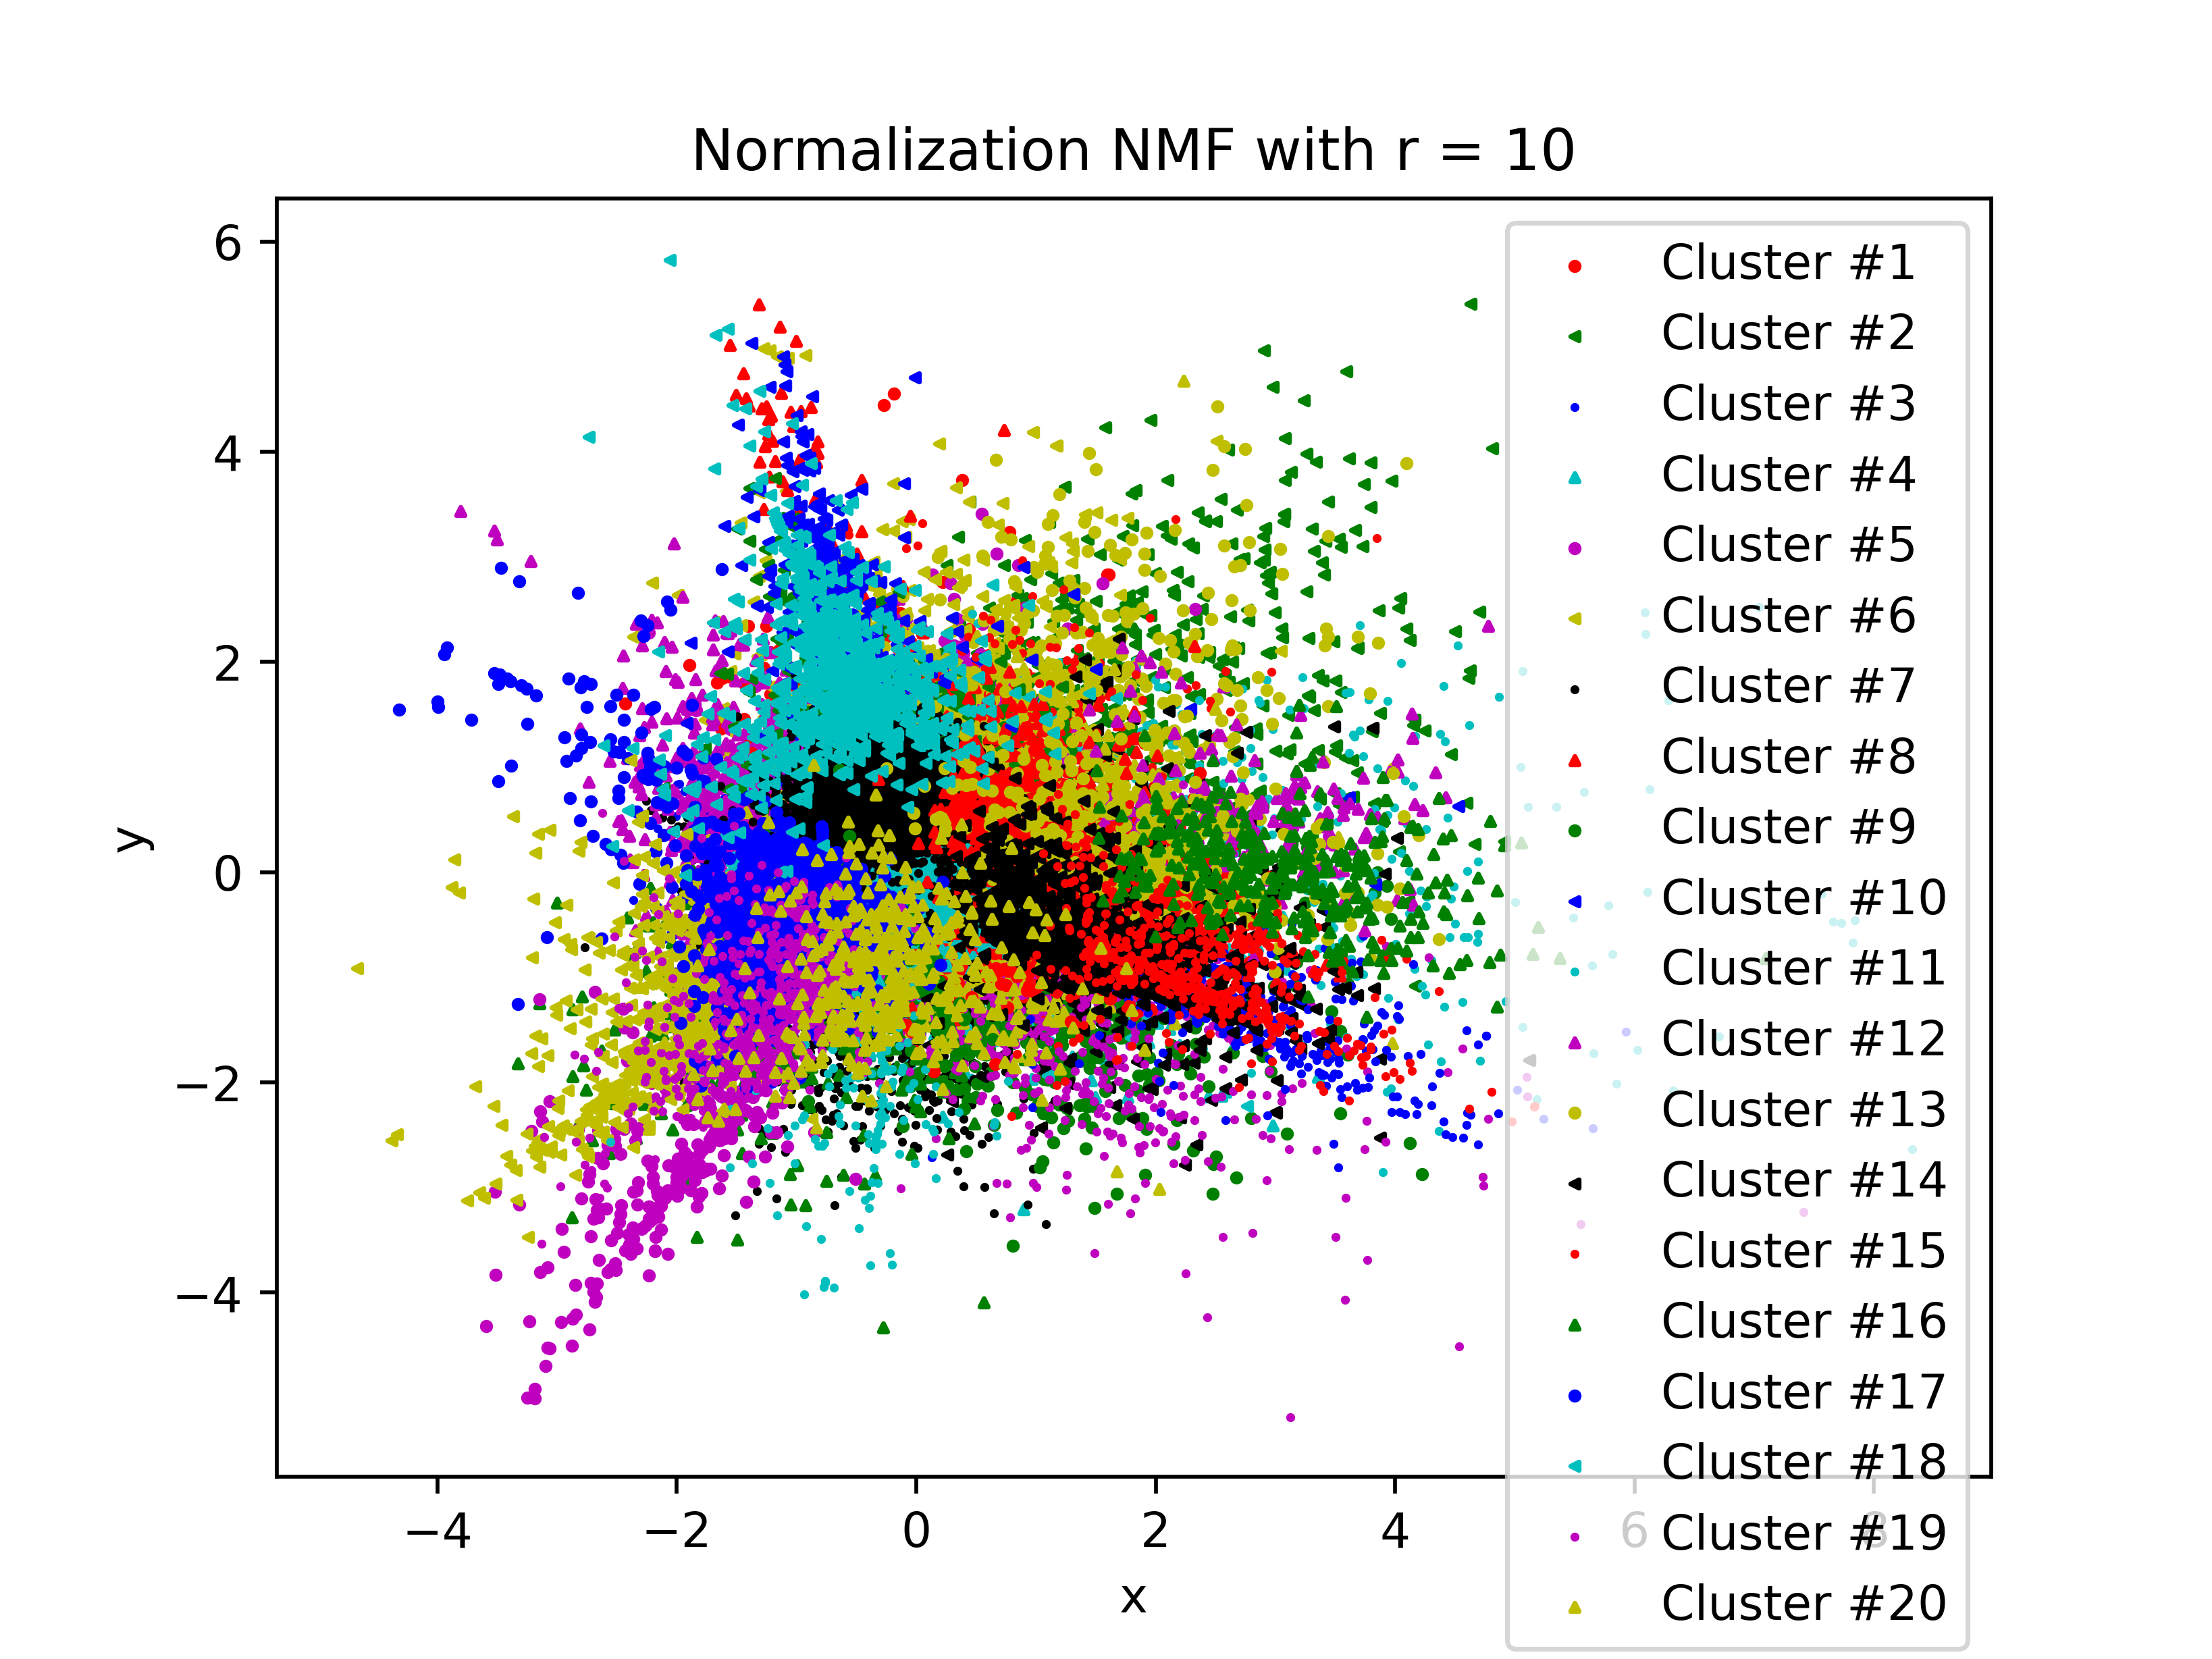 Normalization NMF with r = 10
6
4
2
0
−2
−4
y
−4 −2 0 2 4 6 8
x
Cluster #1
Cluster #2
Cluster #3
Cluster #4
Cluster #5
Cluster #6
Cluster #7
Cluster #8
Cluster #9
Cluster #10
Cluster #11
Cluster #12
Cluster #13
Cluster #14
Cluster #15
Cluster #16
Cluster #17
Cluster #18
Cluster #19
Cluster #20